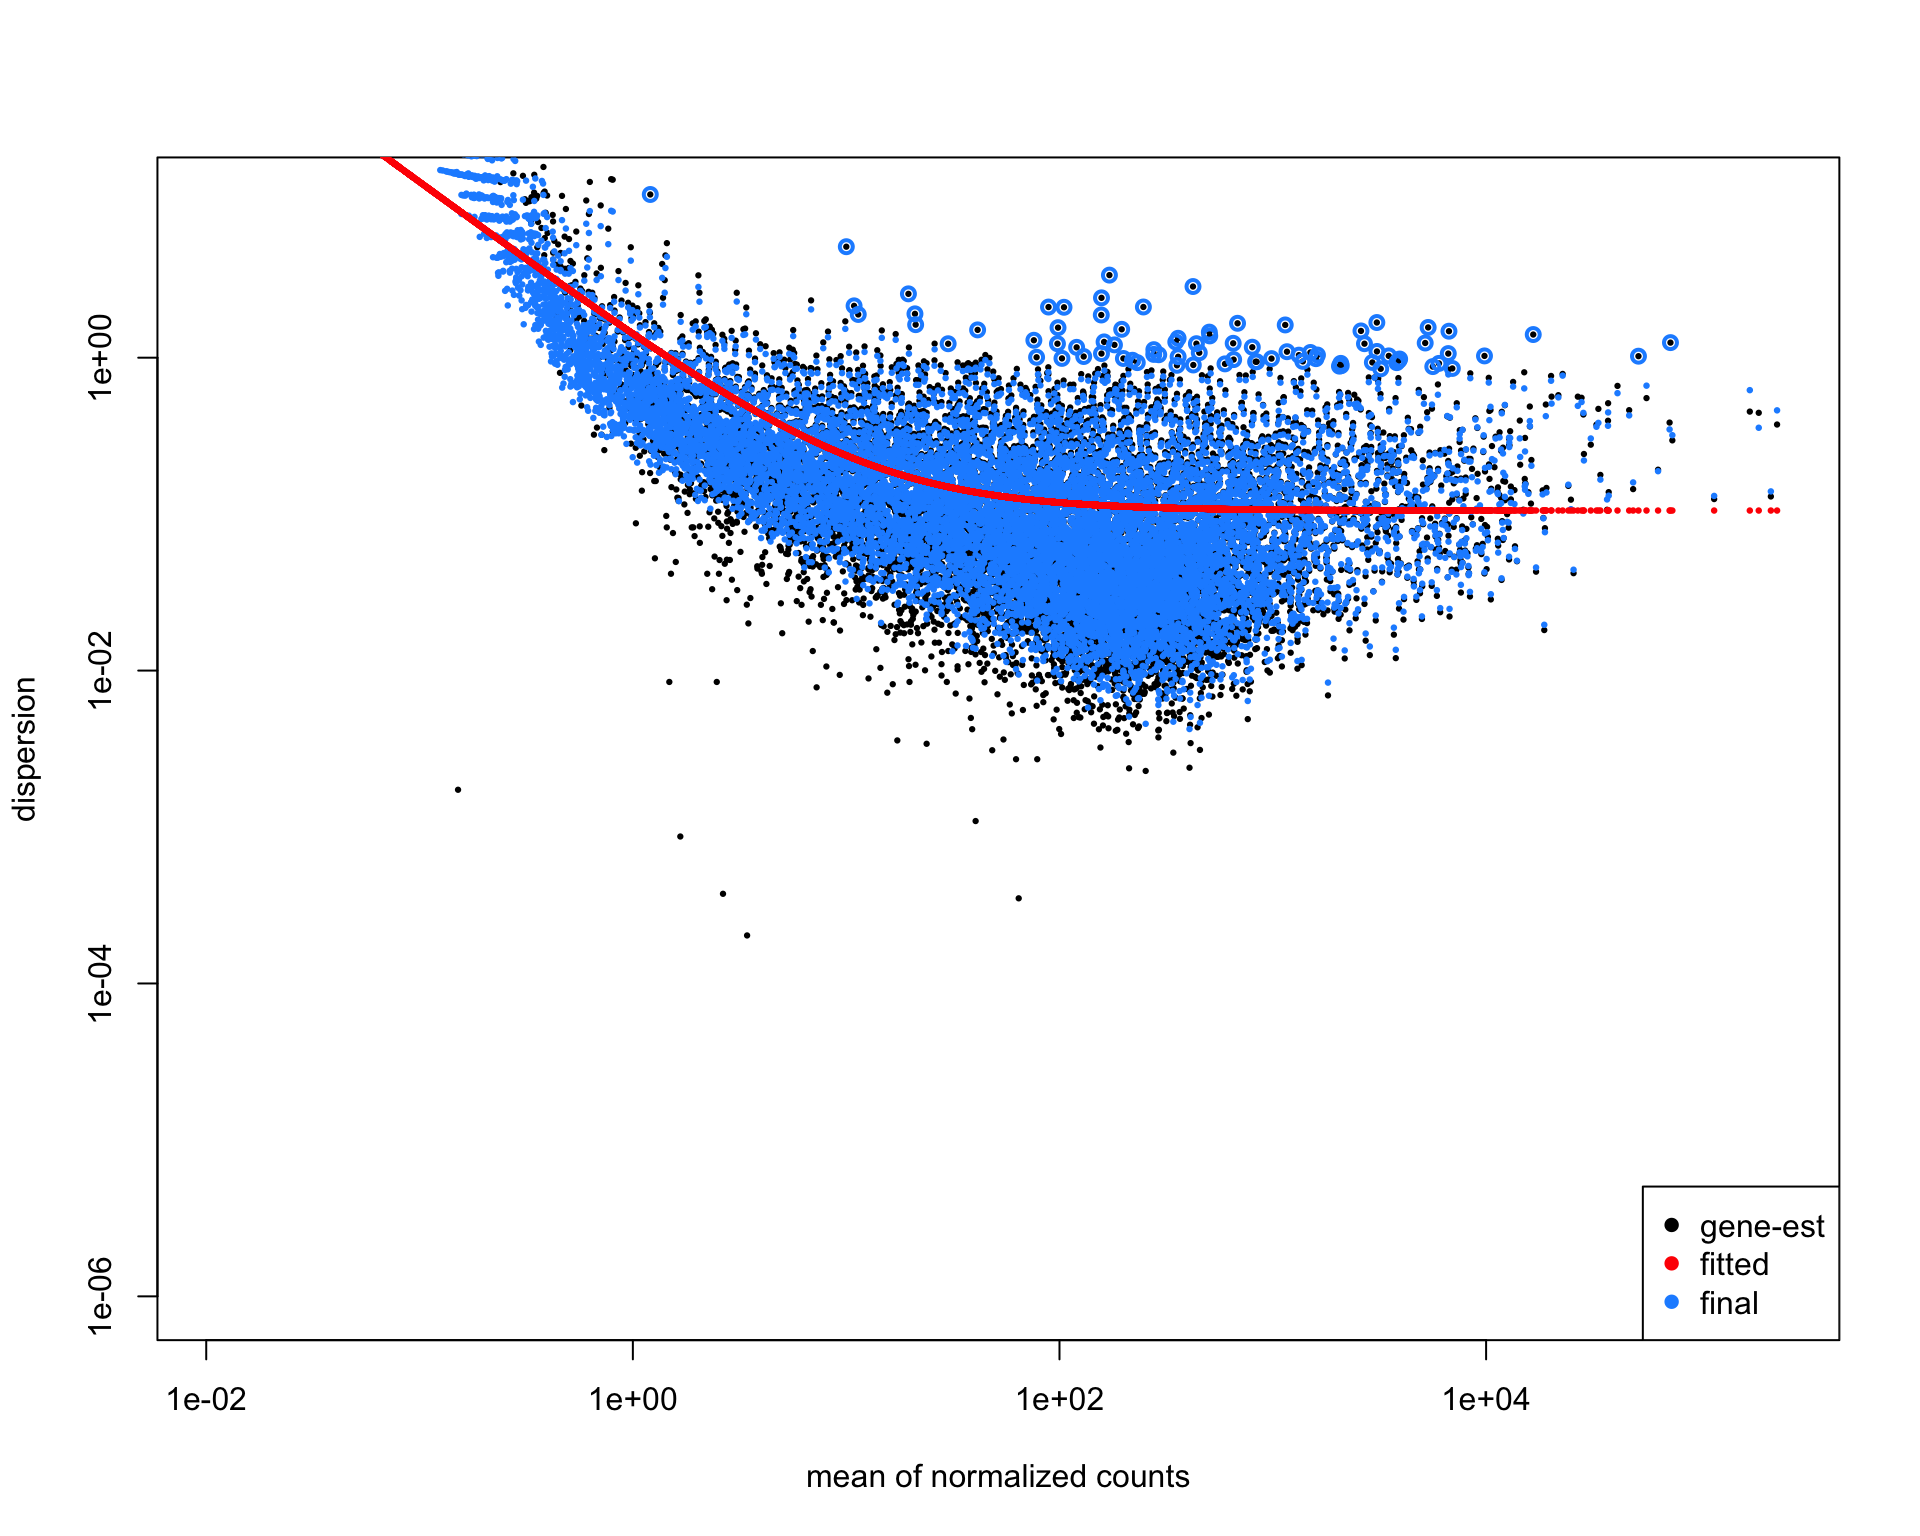 dispersion
1e+00
1e-02
1e-04
1e-06
1e-02
1e+00
1e+02
1e+04
mean of normalized counts
gene-est
fitted
final